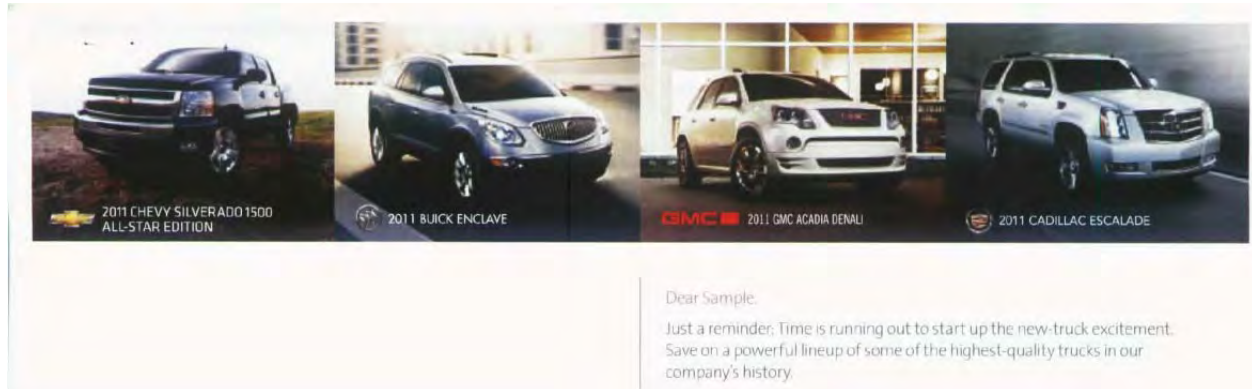 2011 CHEVY SILVERADO 1500
ALL-STAR EDITION
2011 BUICK ENCLAVE
GMC
2011 GMC ACADIA DENALI
2011 CADILLAC ESCALADE
Dear Sample,
Just a reminder: Time is running out to start up the new-truck excitement.
Save on a powerful lineup of some of the highest-quality trucks in our
company's history.